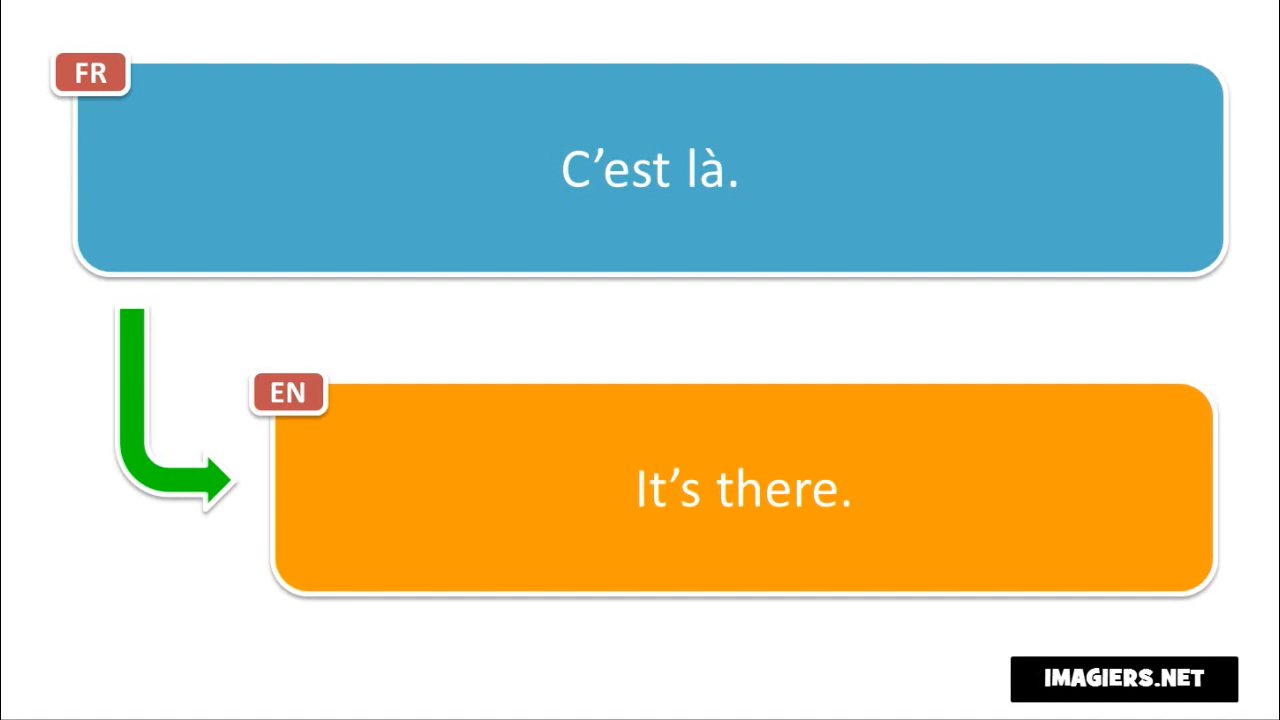 FR
C’est là.
EN
It’s there.
IMAGIERS.NET